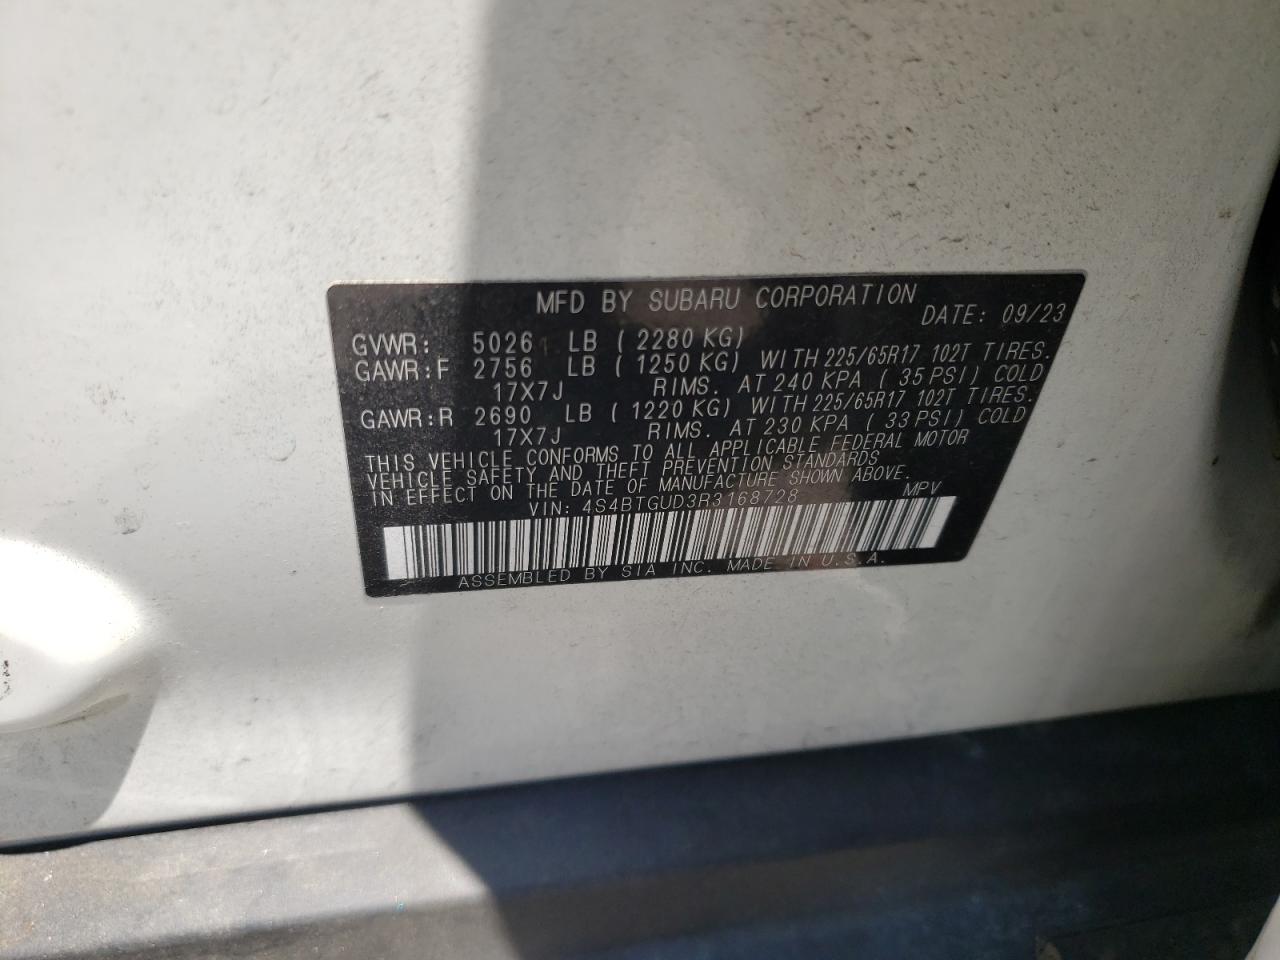 MFD BY SUBARU CORPORATION
DATE: 09/23
GVWR: 5026 LB ( 2280 KG)
GAWR:F 2756 LB ( 1250 KG) WITH 225/65R17 102T TIRES.
17X7J RIMS. AT 240 KPA ( 35 PSI) COLD
GAWR:R 2690 LB ( 1220 KG) WITH 225/65R17 102T TIRES.
17X7J RIMS. AT 230 KPA ( 33 PSI) COLD
THIS VEHICLE CONFORMS TO ALL APPLICABLE FEDERAL MOTOR
VEHICLE SAFETY AND THEFT PREVENTION STANDARDS
IN EFFECT ON THE DATE OF MANUFACTURE SHOWN ABOVE.
VIN: 4S4BTGUD3R3168728 MPV
ASSEMBLED BY SIA INC. MADE IN U.S.A.